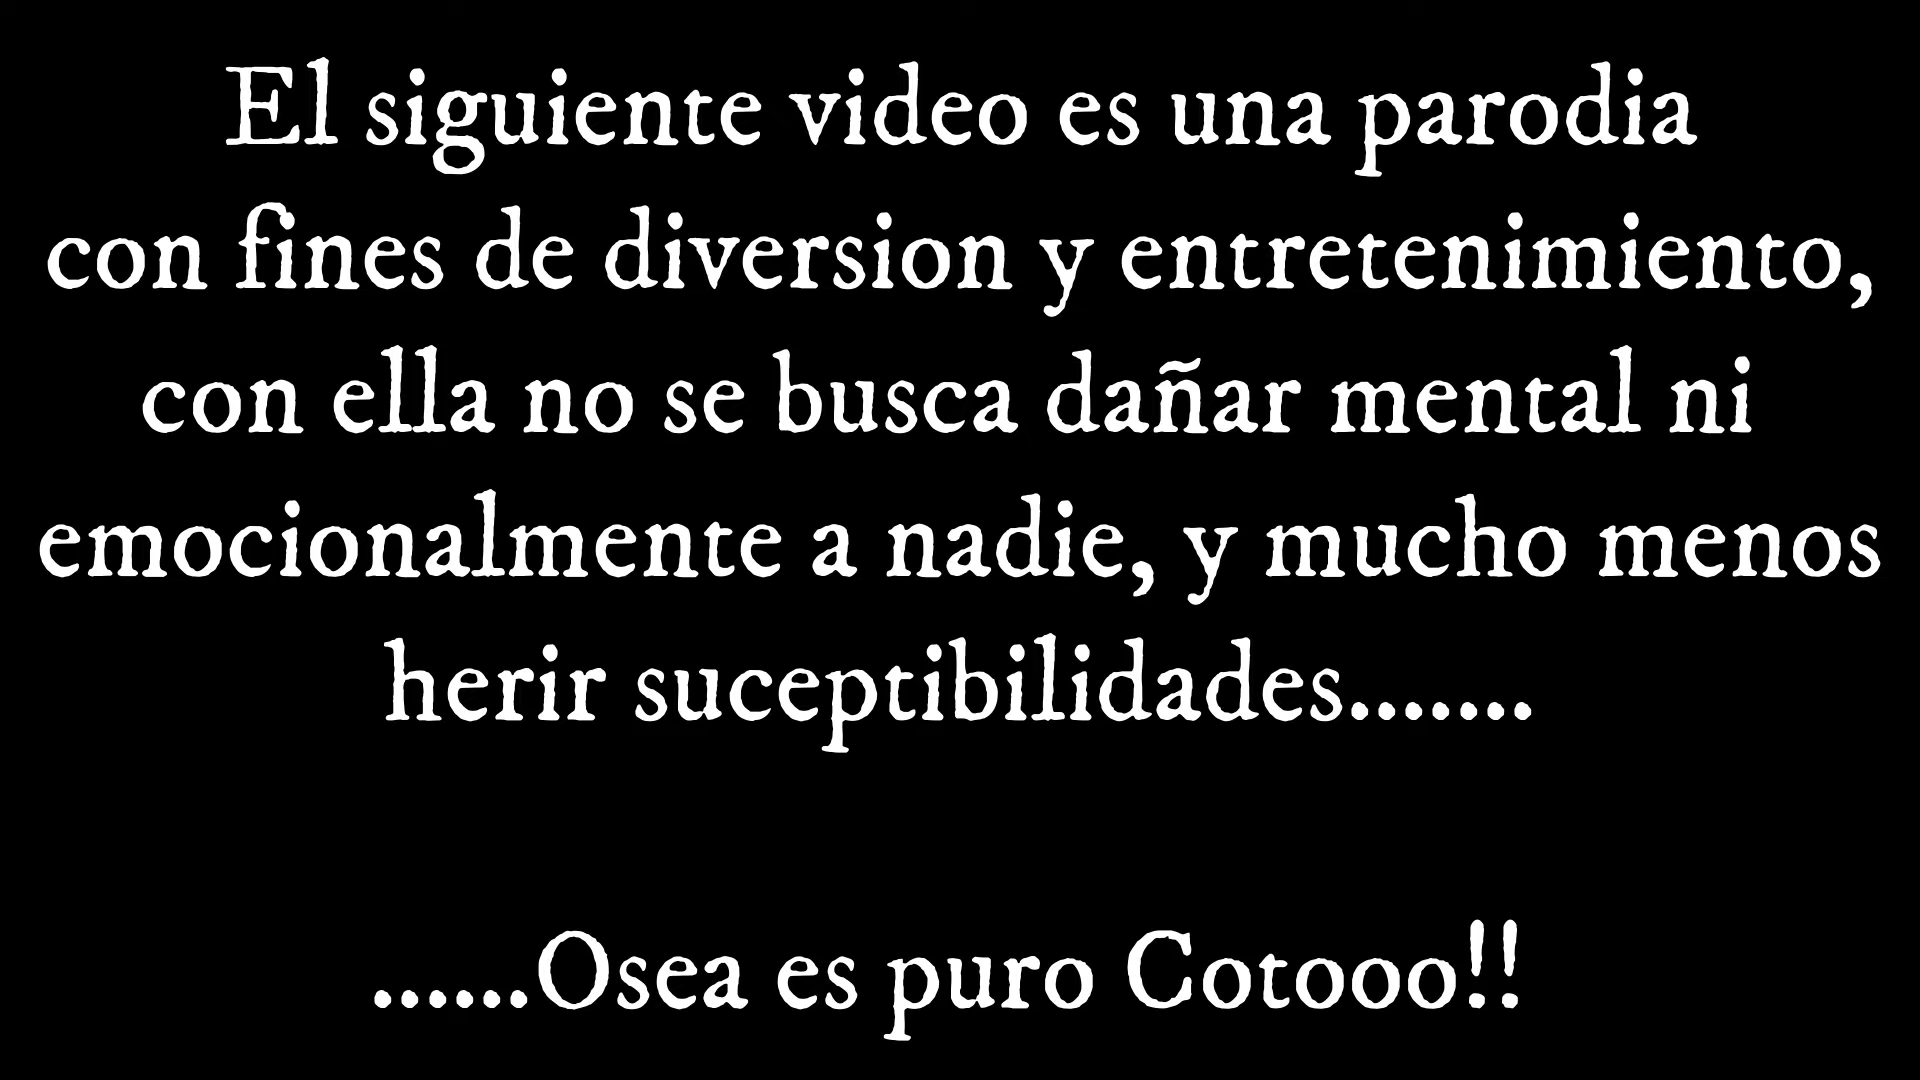 El siguiente video es una parodia
con fines de diversion y entretenimiento,
con ella no se busca dañar mental ni
emocionalmente a nadie, y mucho menos
herir suceptibilidades.......
......Osea es puro Cotooo!!